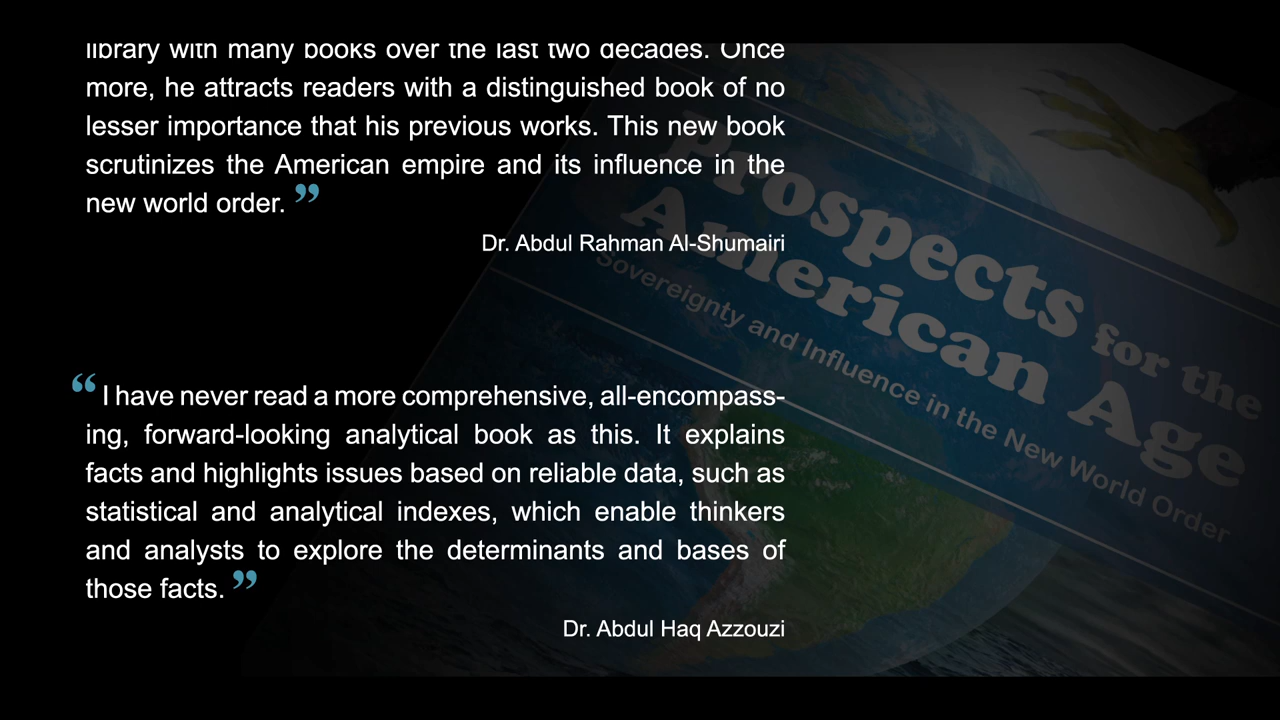 library with many books over the last two decades. Once
more, he attracts readers with a distinguished book of no
lesser importance that his previous works. This new book
scrutinizes the American empire and its influence in the
new world order. ”
Dr. Abdul Rahman Al-Shumairi
“ I have never read a more comprehensive, all-encompass-
ing, forward-looking analytical book as this. It explains
facts and highlights issues based on reliable data, such as
statistical and analytical indexes, which enable thinkers
and analysts to explore the determinants and bases of
those facts. ”
Dr. Abdul Haq Azzouzi
Prospects for the
American Age
Sovereignty and Influence in the New World Order